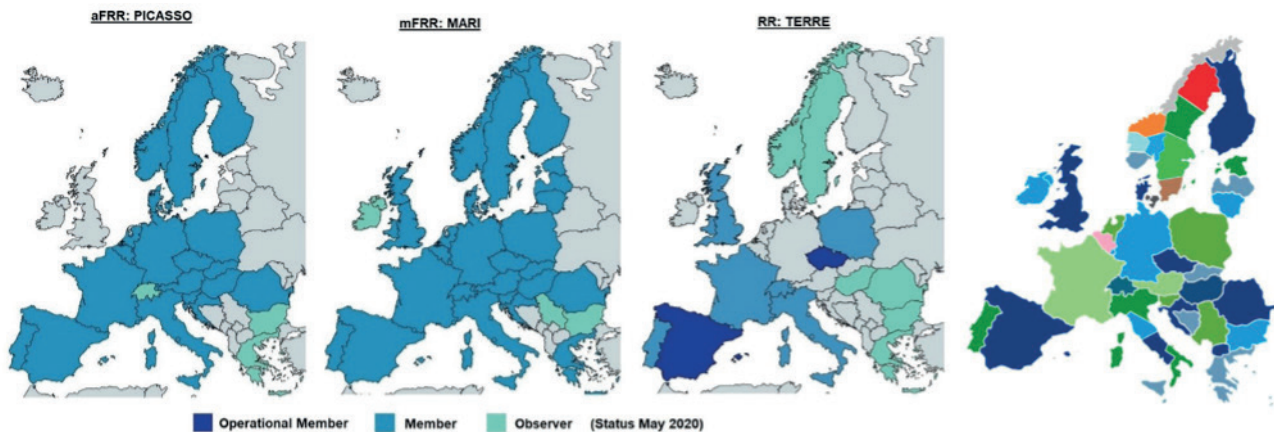 aFRR: PICASSO
mFRR: MARI
RR: TERRE
Operational Member
Member
Observer
(Status May 2020)